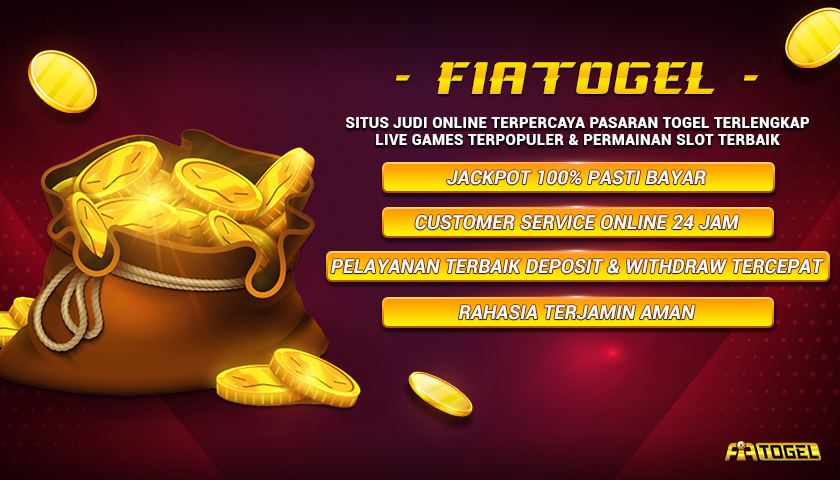 - FIATOGEL -
SITUS JUDI ONLINE TERPERCAYA PASARAN TOGEL TERLENGKAP
LIVE GAMES TERPOPULER & PERMAINAN SLOT TERBAIK
JACKPOT 100% PASTI BAYAR
CUSTOMER SERVICE ONLINE 24 JAM
PELAYANAN TERBAIK DEPOSIT & WITHDRAW TERCEPAT
RAHASIA TERJAMIN AMAN
FIATOGEL